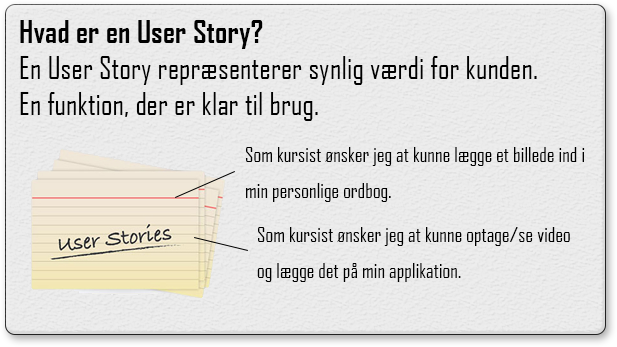 Hvad er en User Story?
En User Story repræsenterer synlig værdi for kunden.
En funktion, der er klar til brug.
Som kursist ønsker jeg at kunne lægge et billede ind i
min personlige ordbog.
User Stories
Som kursist ønsker jeg at kunne optage/se video
og lægge det på min applikation.